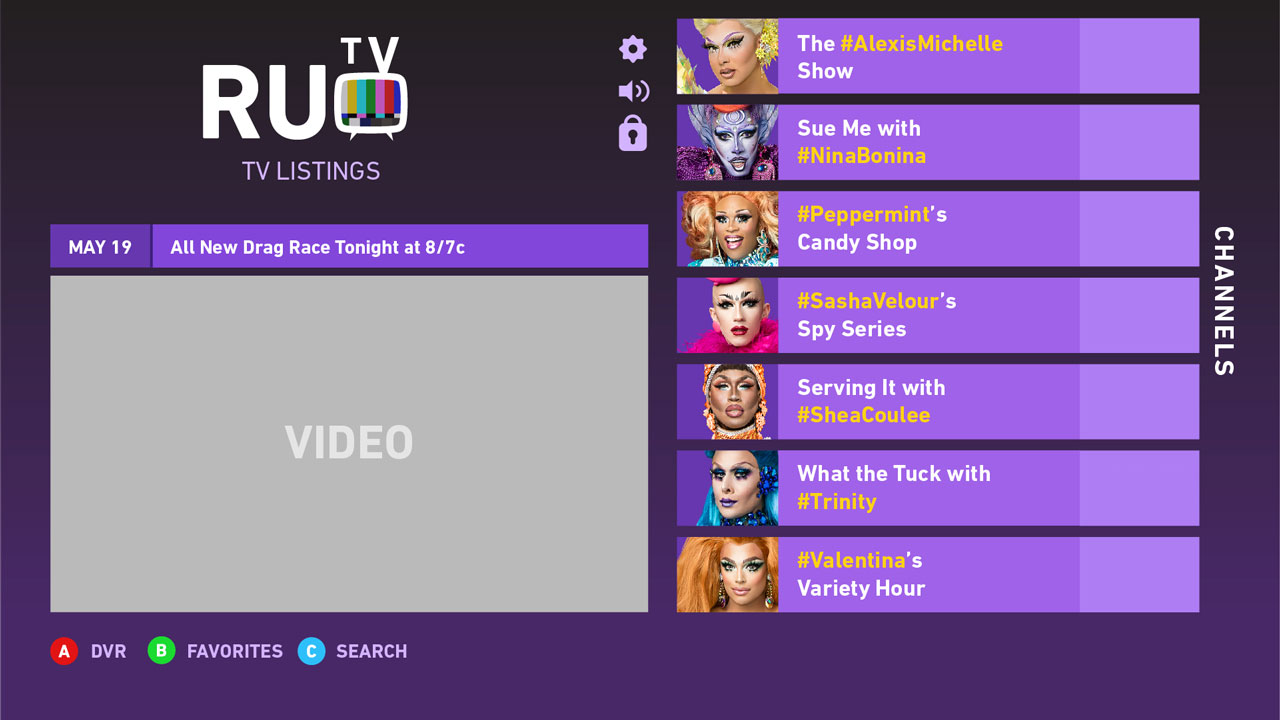 RU TV
TV LISTINGS
MAY 19
All New Drag Race Tonight at 8/7c
VIDEO
A DVR B FAVORITES C SEARCH
The #AlexisMichelle
Show
Sue Me with
#NinaBonina
#Peppermint's
Candy Shop
#SashaVelour's
Spy Series
Serving It with
#SheaCoulee
What the Tuck with
#Trinity
#Valentina's
Variety Hour
CHANNELS